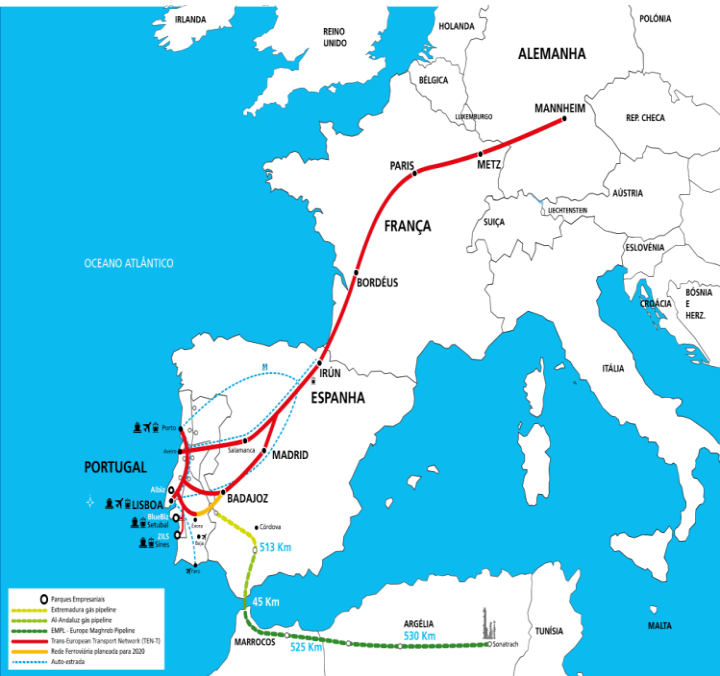 IRLANDA
REINO
UNIDO
HOLANDA
POLÓNIA
ALEMANHA
BÉLGICA
LUXEMBURGO
MANNHEIM
REP. CHECA
PARIS
METZ
FRANÇA
SUIÇA
LIECHTENSTEIN
ÁUSTRIA
ESLOVÉNIA
OCEANO ATLÂNTICO
BORDÉUS
CROÁCIA
BÓSNIA
E
HERZ.
ITÁLIA
IRÚN
ESPANHA
Porto
Aveiro
Salamanca
MADRID
PORTUGAL
Albiz
BADAJOZ
LISBOA
BlueBiz
Setubal
Évora
Córdova
ZILS
Sines
Beja
513 Km
Faro
45 Km
Parques Empresariais
Extremadura gás pipeline
Al-Andaluz gás pipeline
EMPL - Europe Maghreb Pipeline
Trans-European Transport Network (TEN-T)
Rede Ferroviária planeada para 2020
Auto-estrada
MARROCOS
525 Km
ARGÉLIA
530 Km
Sonatrach
TUNÍSIA
MALTA